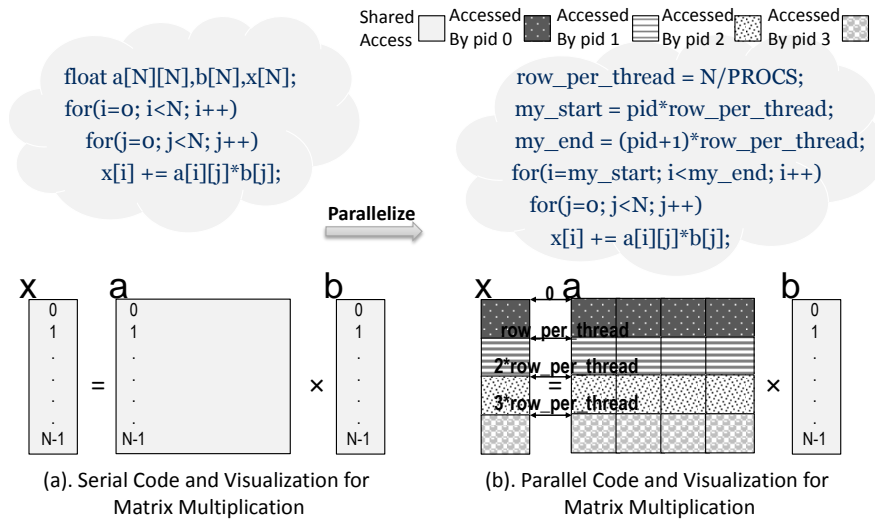 Shared Access
Accessed By pid 0
Accessed By pid 1
Accessed By pid 2
Accessed By pid 3
float a[N][N],b[N],x[N];
for(i=0; i<N; i++)
for(j=0; j<N; j++)
x[i] += a[i][j]*b[j];
Parallelize
row_per_thread = N/PROCS;
my_start = pid*row_per_thread;
my_end = (pid+1)*row_per_thread;
for(i=my_start; i<my_end; i++)
for(j=0; j<N; j++)
x[i] += a[i][j]*b[j];
x
0
1
.
.
.
.
N-1
=
a
0
1
.
.
.
.
N-1
×
b
0
1
.
.
.
.
N-1
(a). Serial Code and Visualization for
Matrix Multiplication
x
a
0
row_per_thread
2*row_per_thread
=
3*row_per_thread
×
b
0
1
.
.
.
.
N-1
(b). Parallel Code and Visualization for
Matrix Multiplication